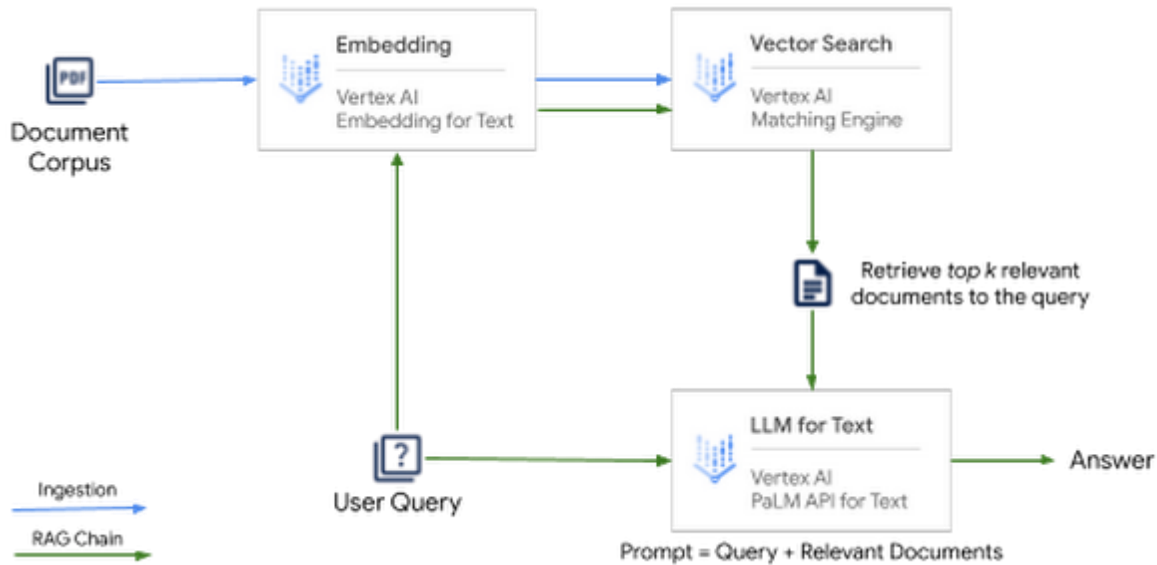 Embedding
Vertex AI
Embedding for Text
Vector Search
Vertex AI
Matching Engine
PDF
Document
Corpus
Retrieve top k relevant
documents to the query
?
User Query
LLM for Text
Vertex AI
PaLM API for Text
Answer
Prompt = Query + Relevant Documents
Ingestion
RAG Chain